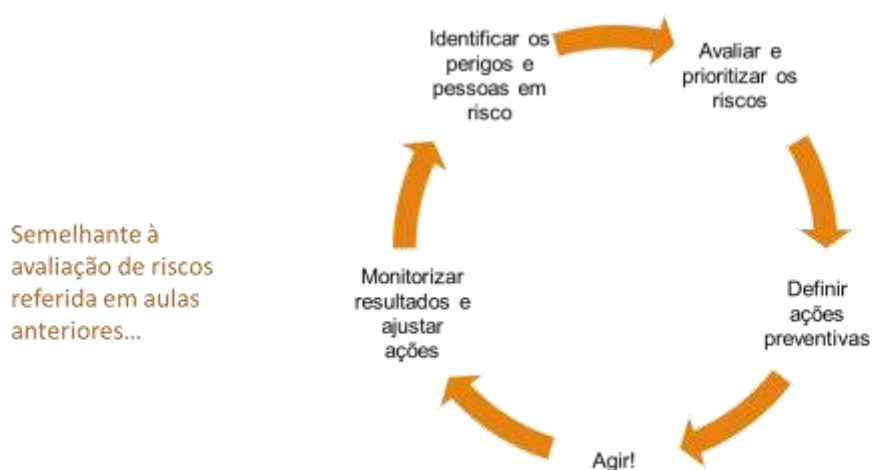 Identificar os
perigos e
pessoas em
risco
Avaliar e
prioritizar os
riscos
Definir
ações
preventivas
Agir!
Monitorizar
resultados e
ajustar
ações
Semelhante à
avaliação de riscos
referida em aulas
anteriores...